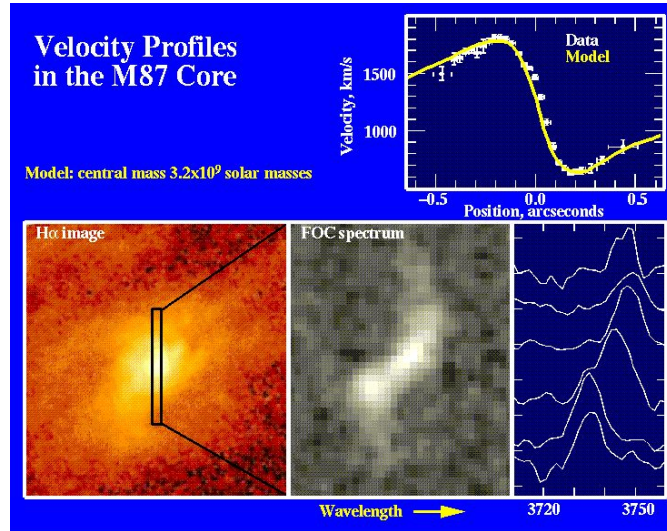 Velocity Profiles
in the M87 Core
Model: central mass 3.2x10⁹ solar masses
Data
Model
Velocity, km/s
1500
1000
−0.5 0.0 0.5
Position, arcseconds
Hα image
FOC spectrum
Wavelength
3720 3750